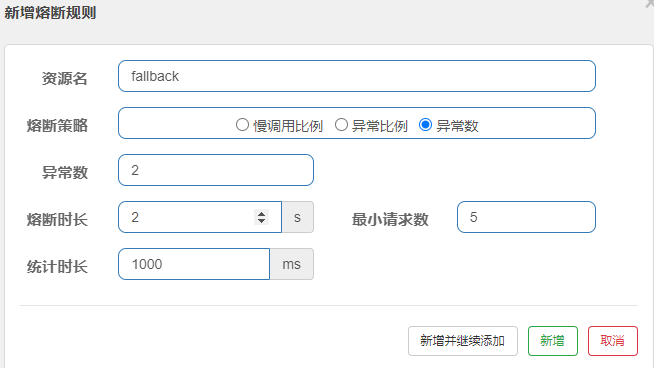 新增熔断规则
资源名 fallback
熔断策略 慢调用比例 异常比例 异常数
异常数 2
熔断时长 2 s 最小请求数 5
统计时长 1000 ms
新增并继续添加 新增 取消